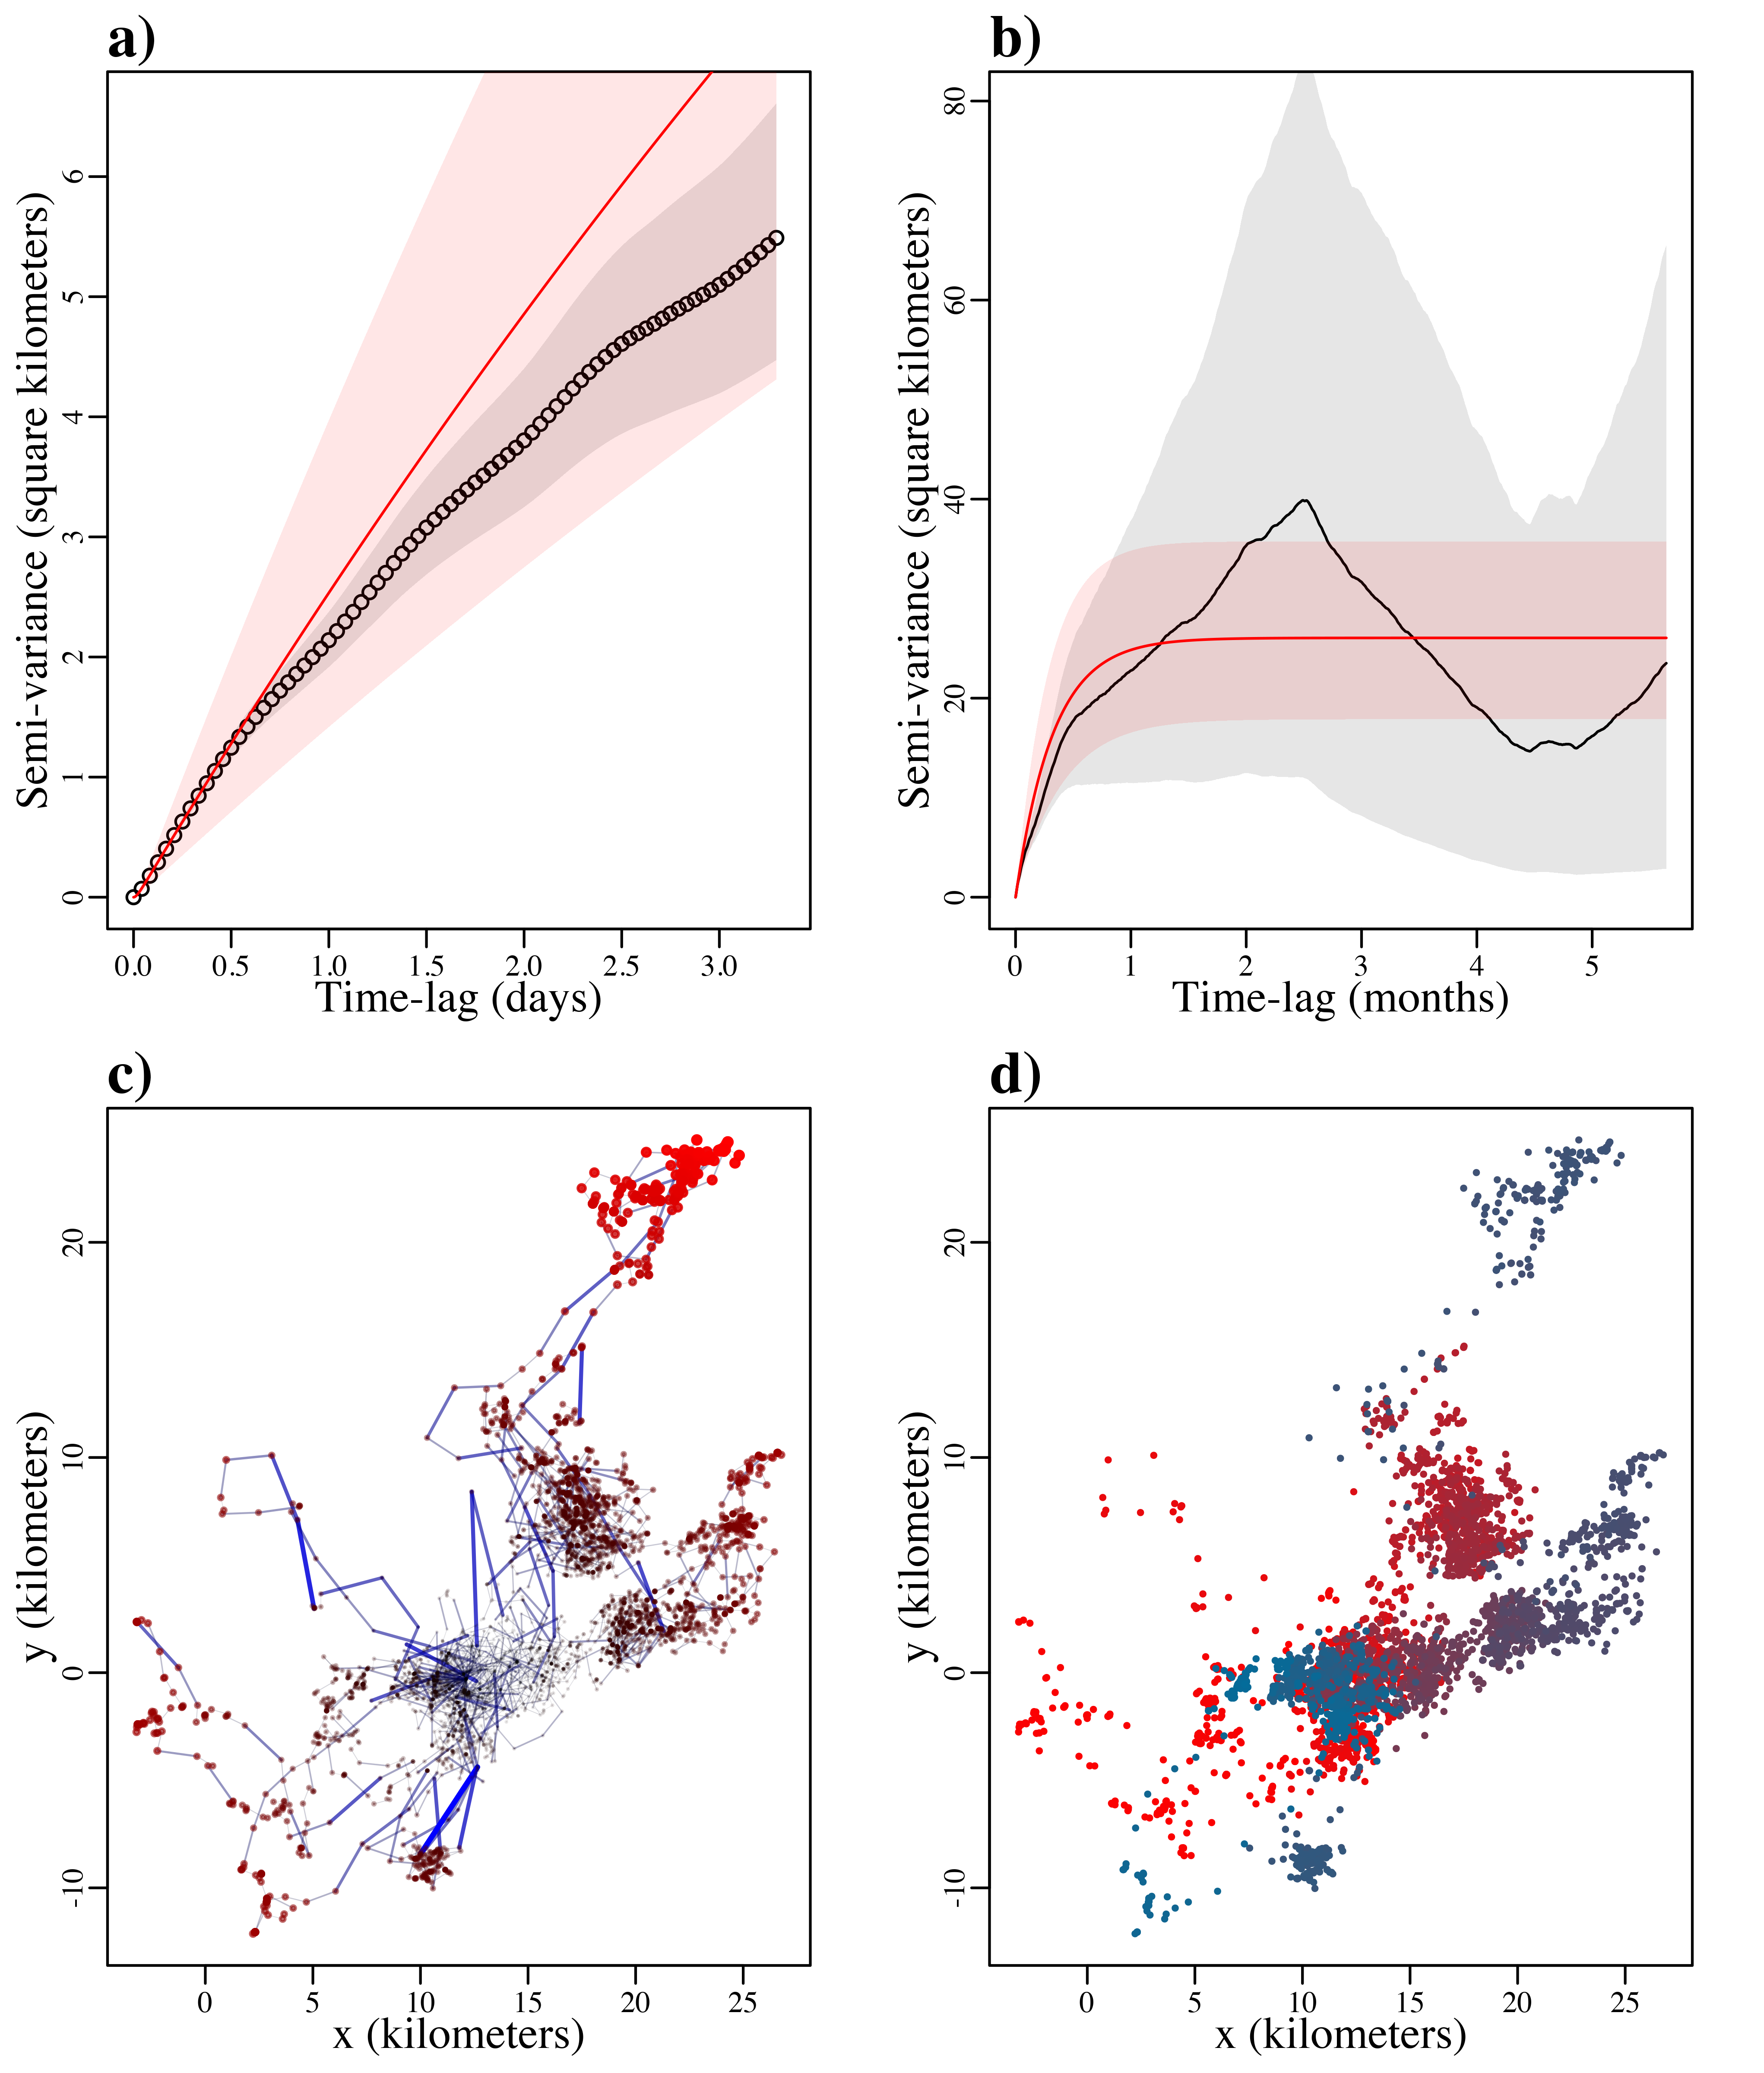 a)
Semi-variance (square kilometers)
6
5
4
3
2
1
0
0.0 0.5 1.0 1.5 2.0 2.5 3.0
Time-lag (days)
b)
Semi-variance (square kilometers)
80
60
40
20
0
0 1 2 3 4 5
Time-lag (months)
c)
y (kilometers)
20
10
0
-10
0 5 10 15 20 25
x (kilometers)
d)
y (kilometers)
20
10
0
-10
0 5 10 15 20 25
x (kilometers)